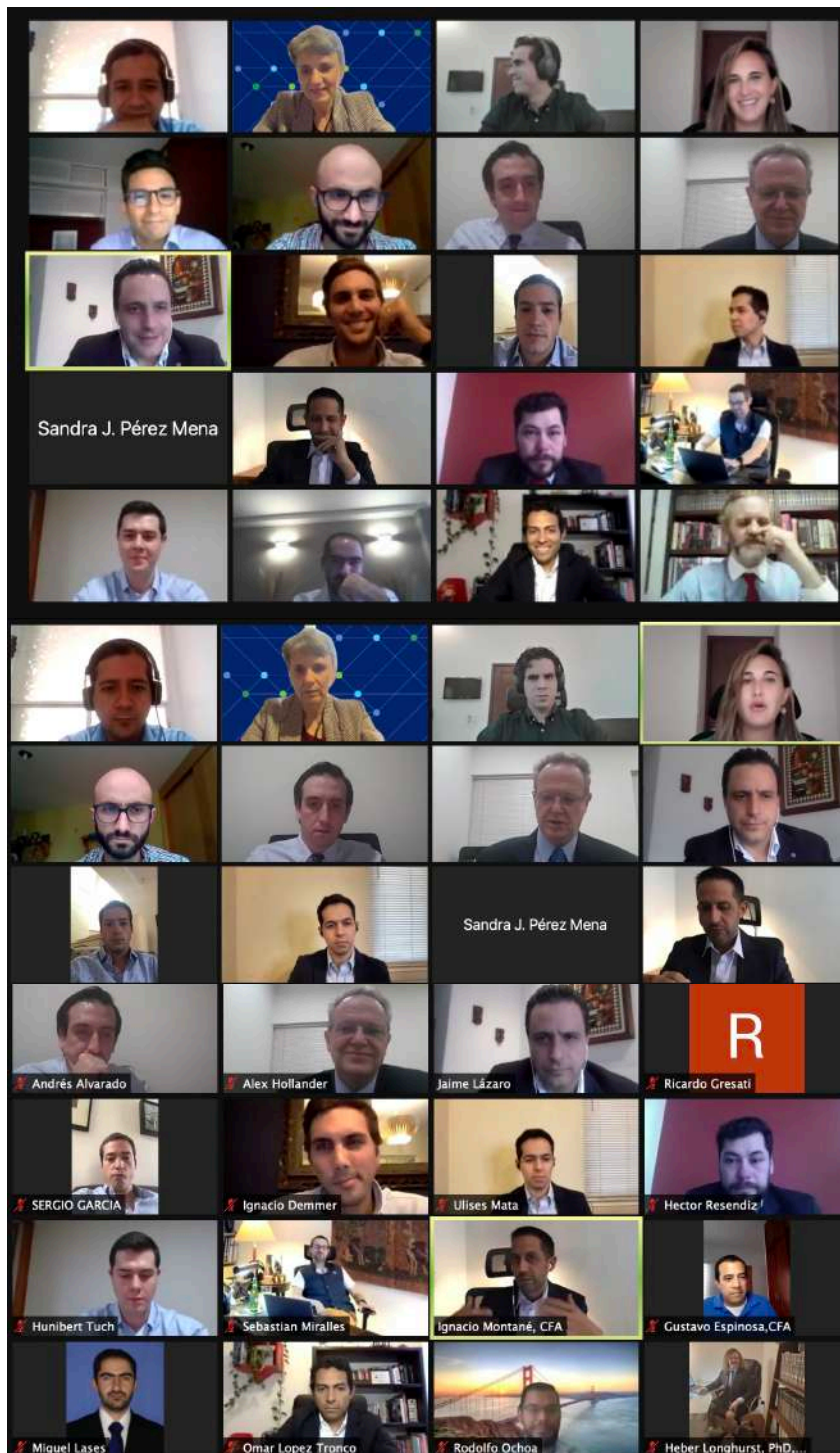 Sandra J. Pérez Mena
Sandra J. Pérez Mena
Andrés Alvarado
Alex Hollander
Jaime Lázaro
R
Ricardo Gresati
SERGIO GARCIA
Ignacio Demmer
Ulises Mata
Hector Resendiz
Hunibert Tuch
Sebastian Miralles
Ignacio Montané, CFA
Gustavo Espinosa,CFA
Miguel Lases
Omar Lopez Tronco
Rodolfo Ochoa
Heber Longhurst, PhD,...